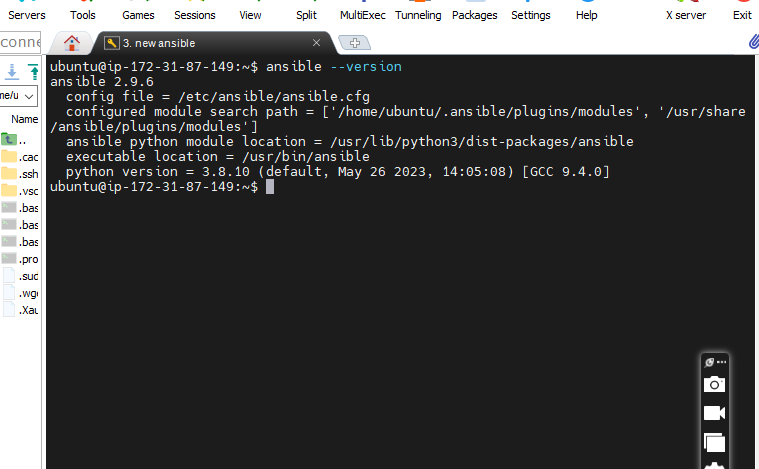 Servers Tools Games Sessions View Split MultiExec Tunneling Packages Settings Help X server Exit
conne
3. new ansible
me/u
Name
..
.cac
.ssh
.vsc
.bas
.bas
.bas
.pro
.suc
.wge
.Xau
ubuntu@ip-172-31-87-149:~$ ansible --version
ansible 2.9.6
  config file = /etc/ansible/ansible.cfg
  configured module search path = ['/home/ubuntu/.ansible/plugins/modules', '/usr/share
/ansible/plugins/modules']
  ansible python module location = /usr/lib/python3/dist-packages/ansible
  executable location = /usr/bin/ansible
  python version = 3.8.10 (default, May 26 2023, 14:05:08) [GCC 9.4.0]
ubuntu@ip-172-31-87-149:~$